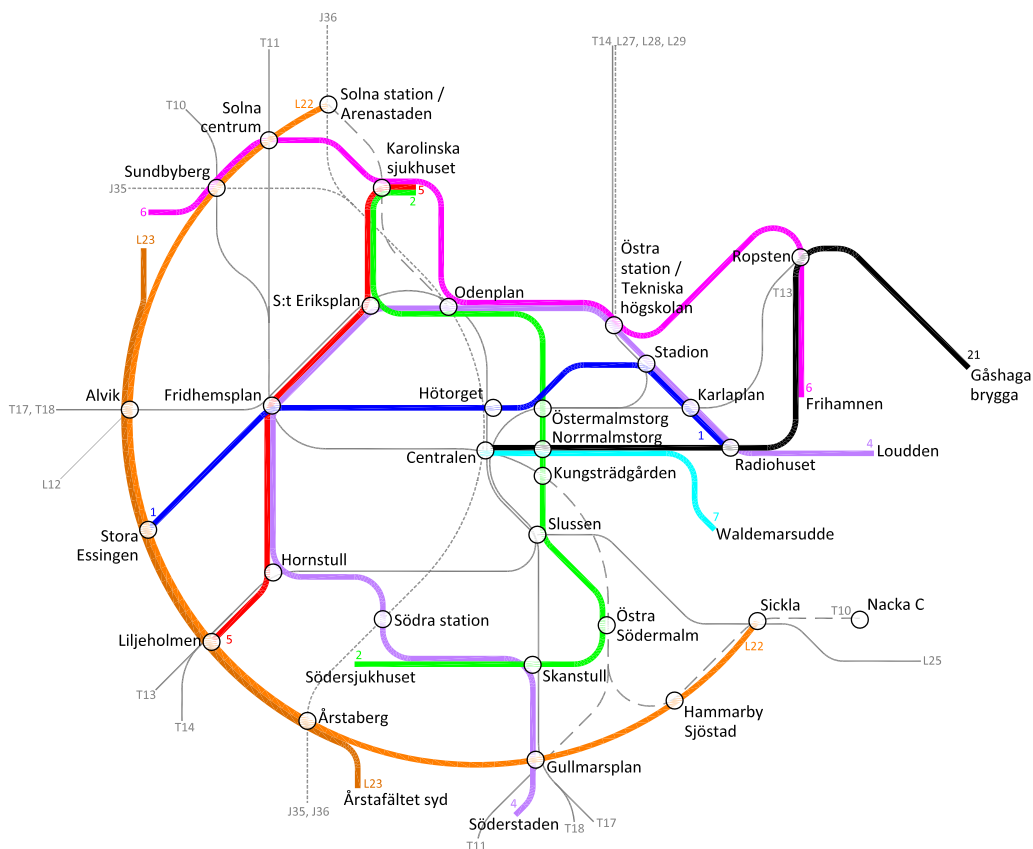 J36
T11
T14, L27, L28, L29
T10
L22
Solna station /
Arenastaden
Solna
centrum
Karolinska
sjukhuset
Sundbyberg
J35
5
2
6
L23
Östra
station /
Tekniska
högskolan
Ropsten
T13
S:t Eriksplan
Odenplan
Stadion
21
Gåshaga
brygga
Alvik
Fridhemsplan
Hötorget
Karlaplan
6
Frihamnen
T17, T18
Östermalmstorg
Norrmalmstorg
1
4
Centralen
Radiohuset
Loudden
Kungsträdgården
L12
1
7
Stora
Essingen
Slussen
Waldemarsudde
Hornstull
Sickla
T10
Nacka C
Liljeholmen
5
Södra station
Östra
Södermalm
L22
2
Södersjukhuset
Skanstull
L25
T13
T14
Årstaberg
Hammarby
Sjöstad
Gullmarsplan
L23
Årstafältet syd
J35, J36
4
Söderstaden
T18
T17
T11